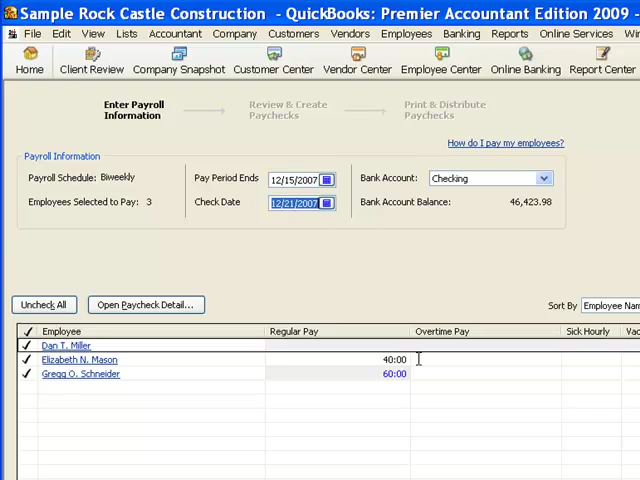 Sample Rock Castle Construction - QuickBooks: Premier Accountant Edition 2009 -
File Edit View Lists Accountant Company Customers Vendors Employees Banking Reports Online Services
Home Client Review Company Snapshot Customer Center Vendor Center Employee Center Online Banking Report Center
Enter Payroll Information
Review & Create Paychecks
Print & Distribute Paychecks
How do I pay my employees?
Payroll Information
Payroll Schedule: Biweekly Pay Period Ends 12/15/2007 Bank Account: Checking
Employees Selected to Pay: 3 Check Date 12/21/2007 Bank Account Balance: 46,423.98
Uncheck All Open Paycheck Detail... Sort By
Employee Regular Pay Overtime Pay Sick Hourly
Dan T. Miller
Elizabeth N. Mason 40:00
Gregg O. Schneider 60:00